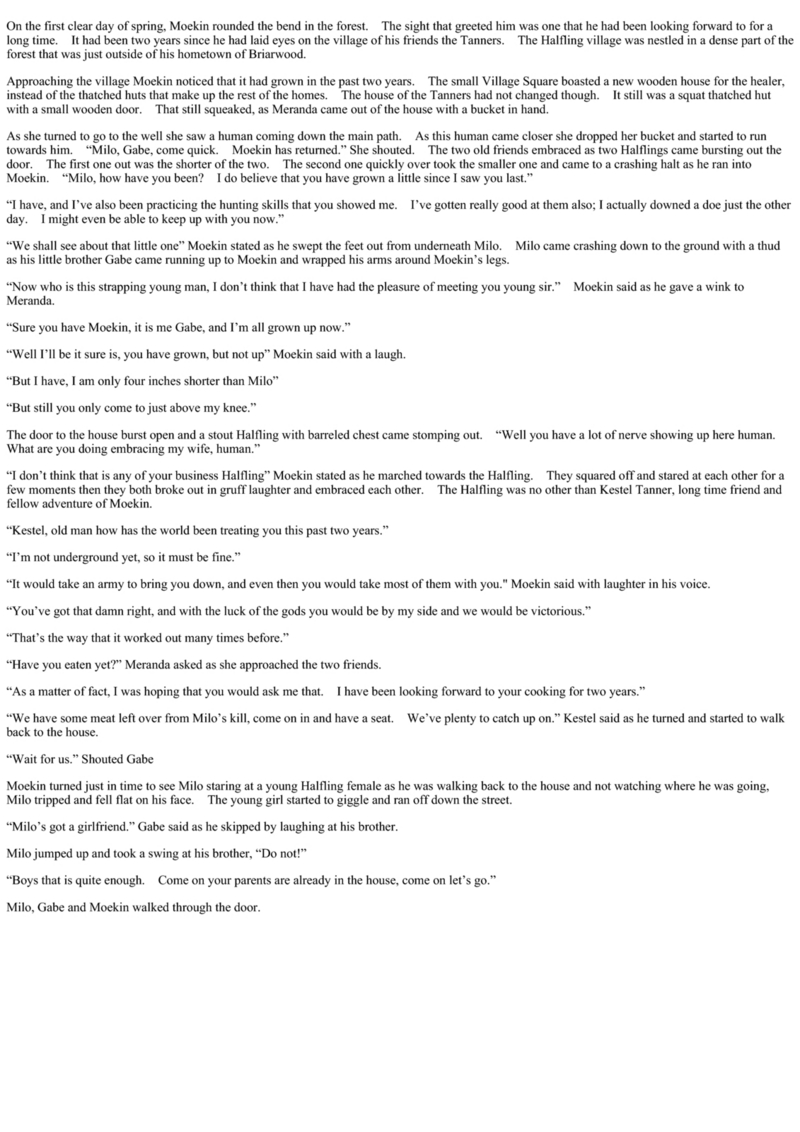 On the first clear day of spring, Moekin rounded the bend in the forest. The sight that greeted him was one that he had been looking forward to for a
long time. It had been two years since he had laid eyes on the village of his friends the Tanners. The Halfling village was nestled in a dense part of the
forest that was just outside of his hometown of Briarwood.
Approaching the village Moekin noticed that it had grown in the past two years. The small Village Square boasted a new wooden house for the healer,
instead of the thatched huts that make up the rest of the homes. The house of the Tanners had not changed though. It still was a squat thatched hut
with a small wooden door. That still squeaked, as Meranda came out of the house with a bucket in hand.
As she turned to go to the well she saw a human coming down the main path. As this human came closer she dropped her bucket and started to run
towards him. “Milo, Gabe, come quick. Moekin has returned.” She shouted. The two old friends embraced as two Halflings came bursting out the
door. The first one out was the shorter of the two. The second one quickly over took the smaller one and came to a crashing halt as he ran into
Moekin. “Milo, how have you been? I do believe that you have grown a little since I saw you last.”
“I have, and I’ve also been practicing the hunting skills that you showed me. I’ve gotten really good at them also; I actually downed a doe just the other
day. I might even be able to keep up with you now.”
“We shall see about that little one” Moekin stated as he swept the feet out from underneath Milo. Milo came crashing down to the ground with a thud
as his little brother Gabe came running up to Moekin and wrapped his arms around Moekin’s legs.
“Now who is this strapping young man, I don’t think that I have had the pleasure of meeting you young sir.” Moekin said as he gave a wink to
Meranda.
“Sure you have Moekin, it is me Gabe, and I’m all grown up now.”
“Well I’ll be it sure is, you have grown, but not up” Moekin said with a laugh.
“But I have, I am only four inches shorter than Milo”
“But still you only come to just above my knee.”
The door to the house burst open and a stout Halfling with barreled chest came stomping out. “Well you have a lot of nerve showing up here human.
What are you doing embracing my wife, human.”
“I don’t think that is any of your business Halfling” Moekin stated as he marched towards the Halfling. They squared off and stared at each other for a
few moments then they both broke out in gruff laughter and embraced each other. The Halfling was no other than Kestel Tanner, long time friend and
fellow adventure of Moekin.
“Kestel, old man how has the world been treating you this past two years.”
“I’m not underground yet, so it must be fine.”
“It would take an army to bring you down, and even then you would take most of them with you." Moekin said with laughter in his voice.
“You’ve got that damn right, and with the luck of the gods you would be by my side and we would be victorious.”
“That’s the way that it worked out many times before.”
“Have you eaten yet?” Meranda asked as she approached the two friends.
“As a matter of fact, I was hoping that you would ask me that. I have been looking forward to your cooking for two years.”
“We have some meat left over from Milo’s kill, come on in and have a seat. We’ve plenty to catch up on.” Kestel said as he turned and started to walk
back to the house.
“Wait for us.” Shouted Gabe
Moekin turned just in time to see Milo staring at a young Halfling female as he was walking back to the house and not watching where he was going,
Milo tripped and fell flat on his face. The young girl started to giggle and ran off down the street.
“Milo’s got a girlfriend.” Gabe said as he skipped by laughing at his brother.
Milo jumped up and took a swing at his brother, “Do not!”
“Boys that is quite enough. Come on your parents are already in the house, come on let’s go.”
Milo, Gabe and Moekin walked through the door.